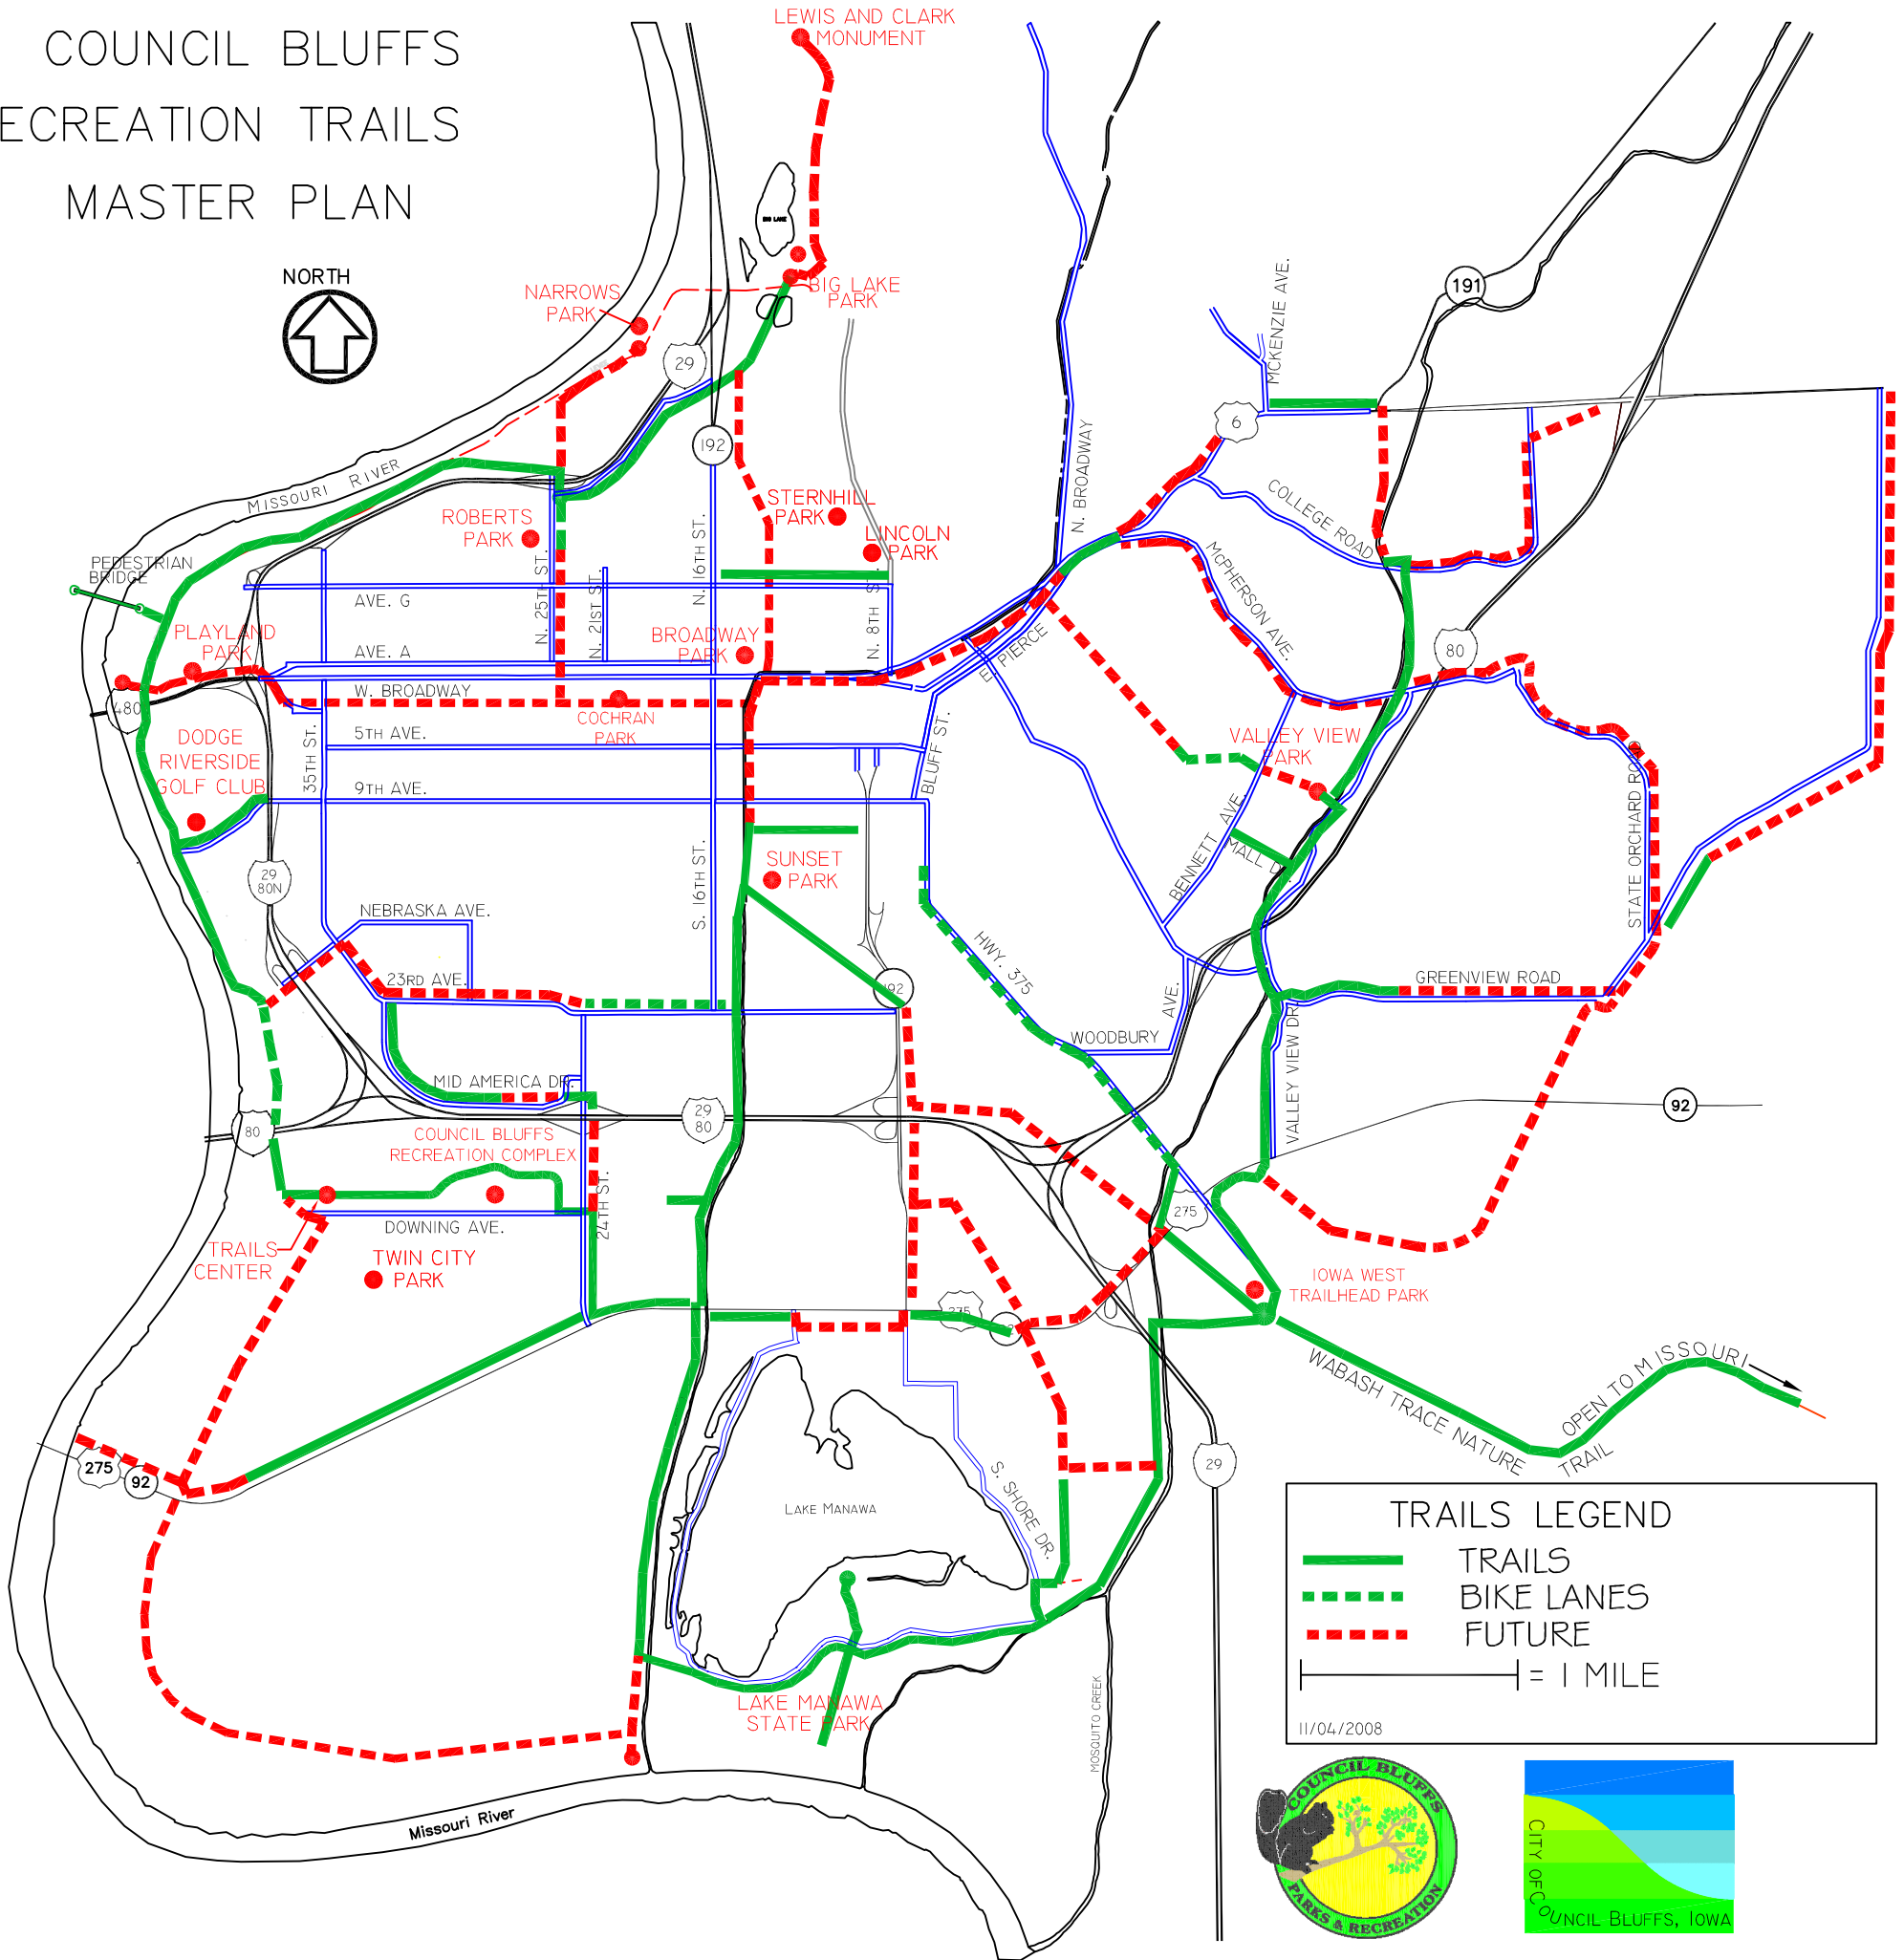 COUNCIL BLUFFS
ECREATION TRAILS
MASTER PLAN
NORTH
LEWIS AND CLARK
MONUMENT
BIG LAKE
NARROWS
PARK
BIG LAKE
PARK
29
192
MISSOURI RIVER
ROBERTS
PARK
STERNHILL
PARK
LINCOLN
PARK
N. BROADWAY
MCKENZIE AVE.
191
6
COLLEGE ROAD
McPHERSON AVE.
80
PEDESTRIAN
BRIDGE
PLAYLAND
PARK
480
AVE. G
N. 25TH ST.
N. 21ST ST.
N. 16TH ST.
N. 8TH ST.
AVE. A
BROADWAY
PARK
W. BROADWAY
COCHRAN
PARK
E. PIERCE
DODGE
RIVERSIDE
GOLF CLUB
35TH ST.
5TH AVE.
9TH AVE.
BLUFF ST.
VALLEY VIEW
PARK
BENNETT AVE.
MALL DR.
STATE ORCHARD ROAD
29
80N
S. 16TH ST.
SUNSET
PARK
NEBRASKA AVE.
23RD AVE.
192
HWY. 375
WOODBURY
AVE.
GREENVIEW ROAD
VALLEY VIEW DR.
92
MID AMERICA DR.
29
80
80
COUNCIL BLUFFS
RECREATION COMPLEX
24TH ST.
DOWNING AVE.
TRAILS
CENTER
TWIN CITY
PARK
275
IOWA WEST
TRAILHEAD PARK
275
WABASH TRACE NATURE TRAIL
OPEN TO MISSOURI
275
92
LAKE MANAWA
S. SHORE DR.
29
LAKE MANAWA
STATE PARK
MOSQUITO CREEK
Missouri River
TRAILS LEGEND
TRAILS
BIKE LANES
FUTURE
= 1 MILE
11/04/2008
COUNCIL BLUFFS
PARKS & RECREATION
CITY OF COUNCIL BLUFFS, IOWA